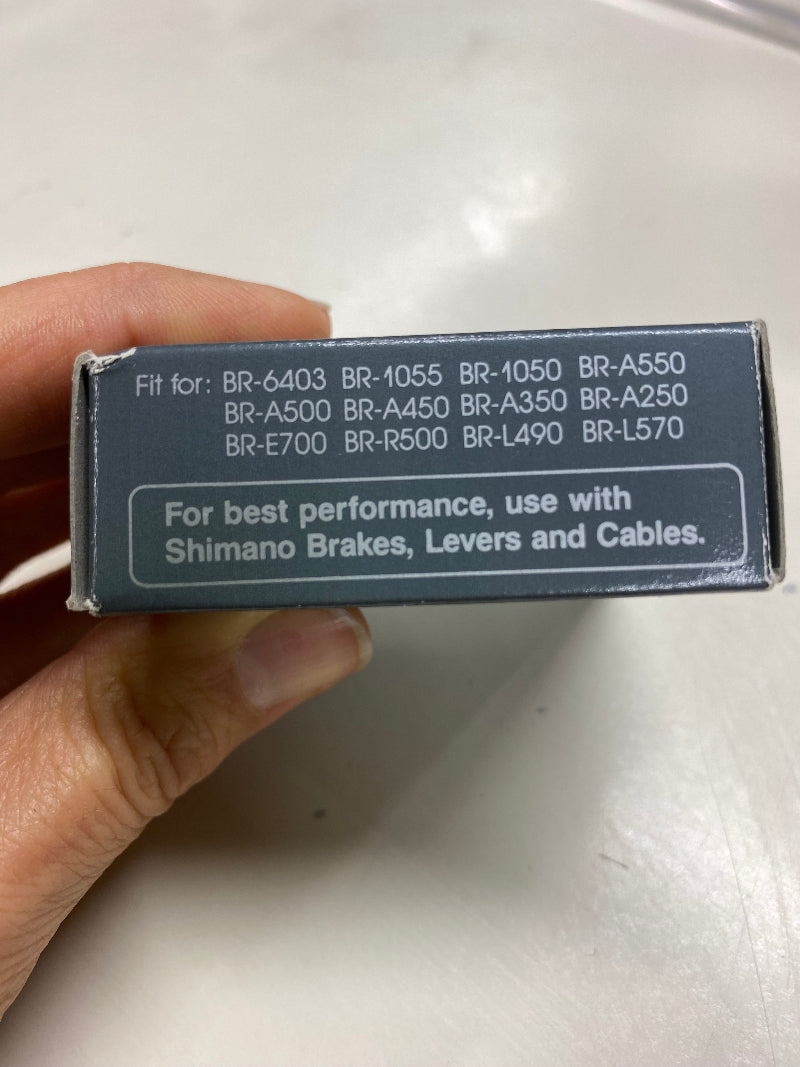 Fit for: BR-6403 BR-1055 BR-1050 BR-A550
BR-A500 BR-A450 BR-A350 BR-A250
BR-E700 BR-R500 BR-L490 BR-L570
For best performance, use with
Shimano Brakes, Levers and Cables.